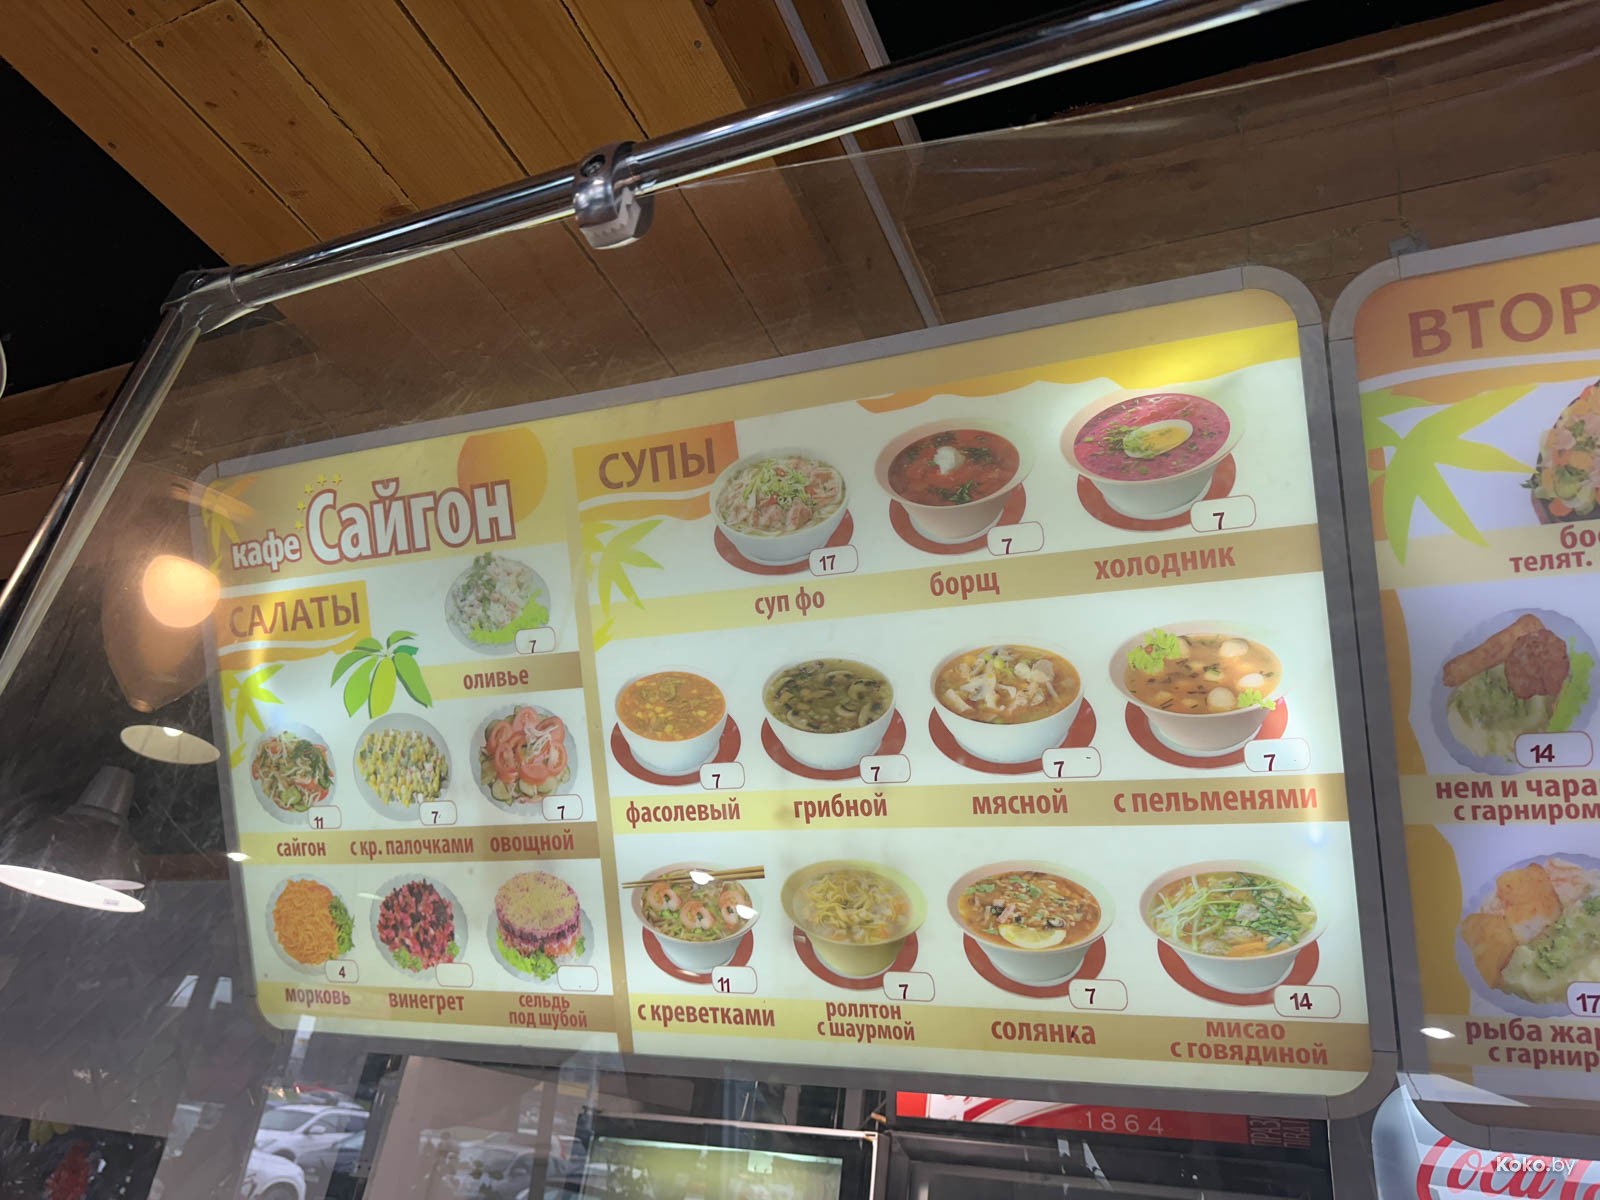 кафе Сайгон
САЛАТЫ
7
оливье
11
сайгон
7
с кр. палочками
7
овощной
4
морковь
винегрет
сельдь
под шубой
СУПЫ
17
суп фо
7
борщ
7
холодник
7
фасолевый
7
грибной
7
мясной
7
с пельменями
11
с креветками
7
роллтон
с шаурмой
7
солянка
14
мисао
с говядиной
ВТОР
бо
телят.
14
нем и чара
с гарниром
17
рыба жар
с гарнир
1864
Koko.by